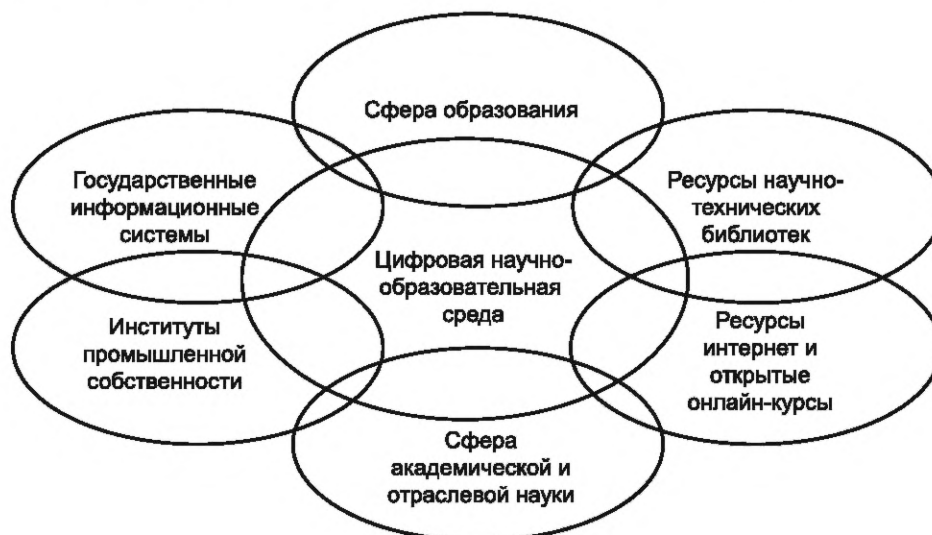 Сфера образования
Государственные
информационные
системы
Ресурсы научно-
технических
библиотек
Цифровая научно-
образовательная
среда
Институты
промышленной
собственности
Ресурсы
интернет и
открытые
онлайн-курсы
Сфера
академической и
отраслевой науки